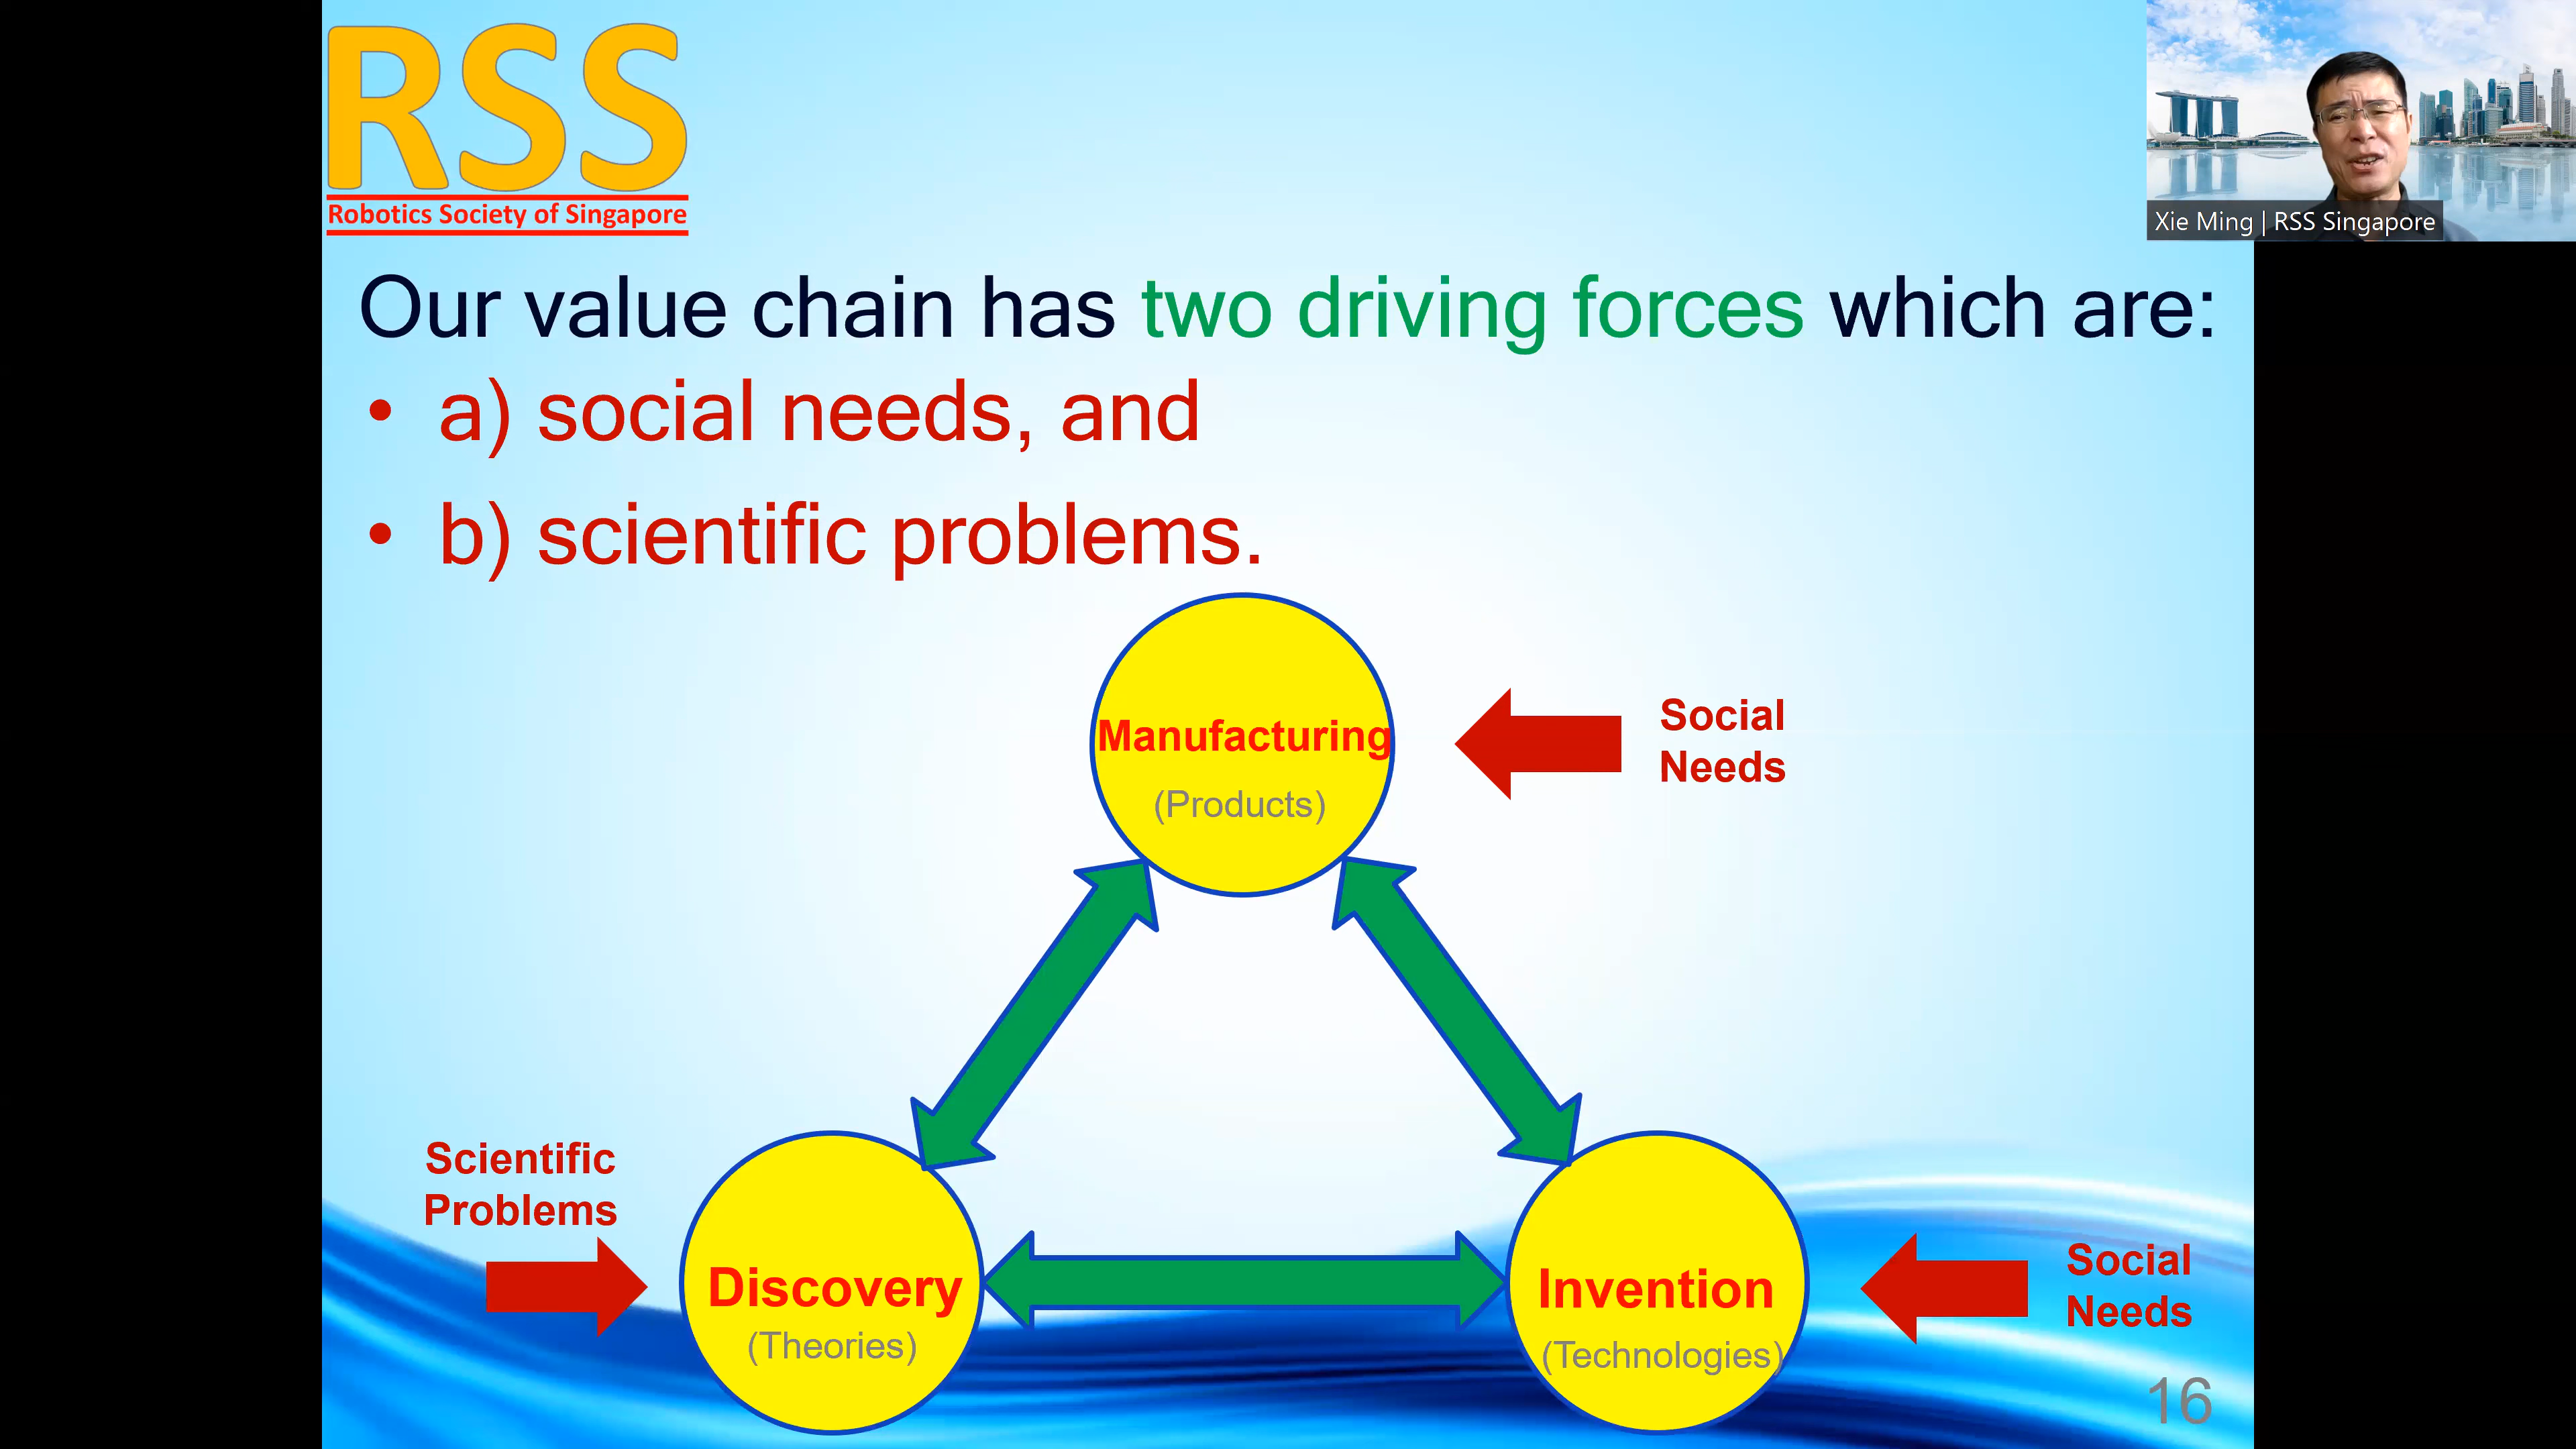 RSS
Robotics Society of Singapore
Xie Ming | RSS Singapore
Our value chain has two driving forces which are:
• a) social needs, and
• b) scientific problems.
Manufacturing
(Products)
Social
Needs
Scientific
Problems
Discovery
(Theories)
Invention
(Technologies)
Social
Needs
16